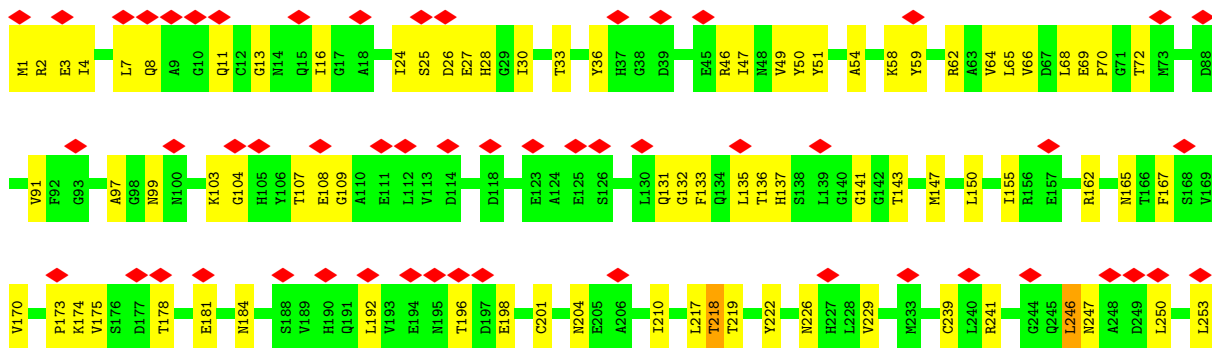 M1 R2 E3 I4 L7 Q8 A9 G10 Q11 C12 G13 N14 Q15 I16 G17 A18 I24 S25 D26 E27 H28 G29 I30 T33 Y36 H37 G38 D39 E45 R46 I47 N48 V49 Y50 Y51 A54 K58 Y59 R62 A63 V64 L65 V66 D67 L68 E69 P70 G71 T72 M73 D88
V91 F92 G93 A97 G98 N99 N100 K103 G104 H105 Y106 T107 E108 G109 A110 E111 L112 V113 D114 D118 E123 A124 E125 S126 L130 Q131 G132 F133 Q134 L135 T136 H137 S138 L139 G140 G141 G142 T143 M147 L150 I155 R156 E157 R162 N165 T166 F167 S168 V169
V170 P173 K174 V175 S176 D177 T178 E181 N184 S188 V189 H190 Q191 L192 V193 E194 N195 T196 D197 E198 C201 N204 E205 A206 I210 L217 T218 T219 Y222 N226 H227 L228 V229 M233 C239 L240 R241 G244 Q245 L246 N247 A248 D249 L250 L253